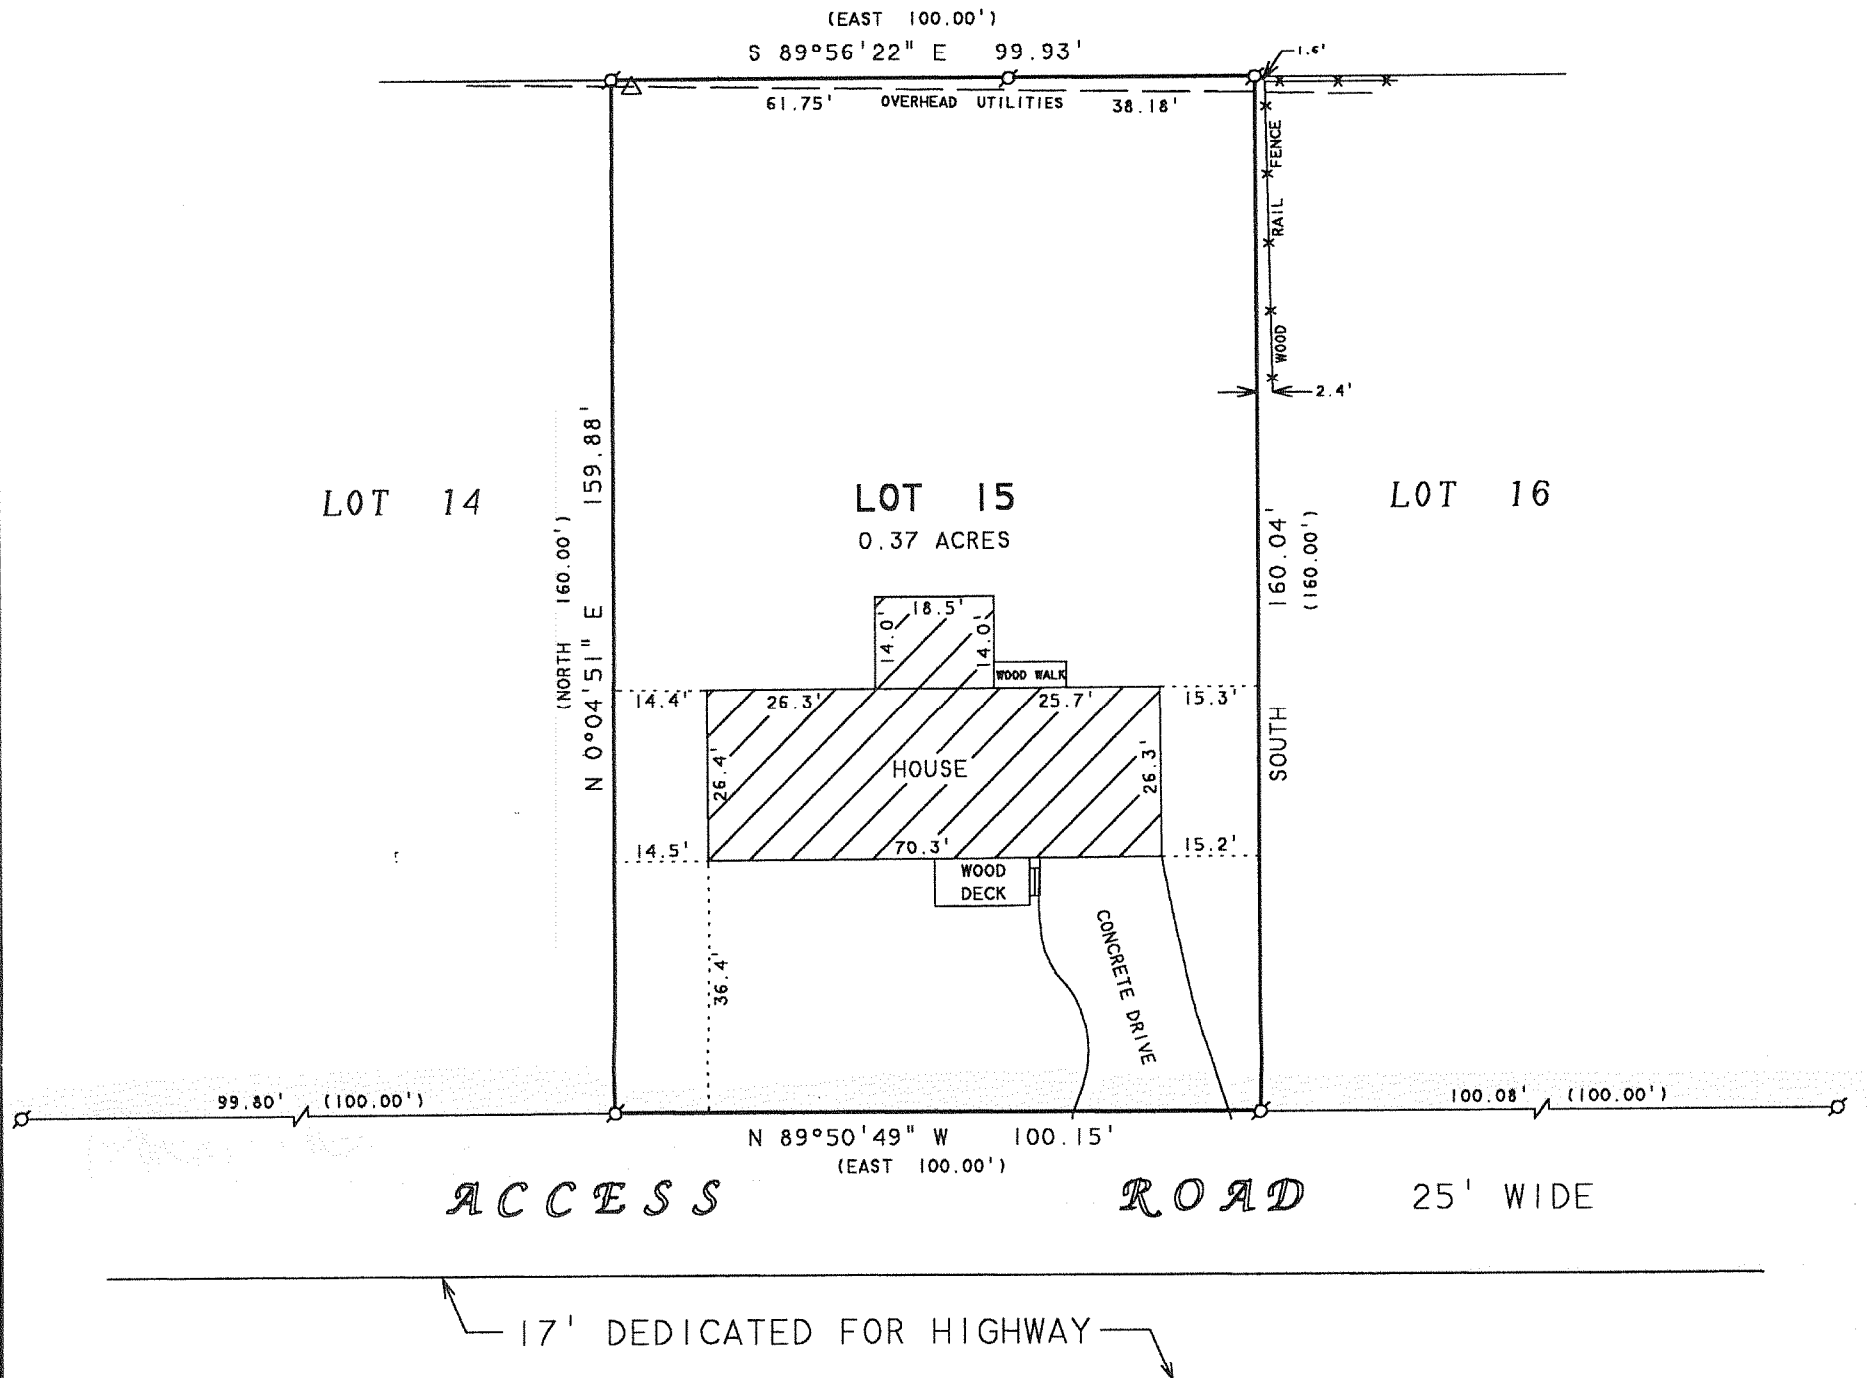 (EAST 100.00')
S 89°56'22" E 99.93'
1.6'
61.75' OVERHEAD UTILITIES 38.18'
WOOD RAIL FENCE
2.4'
N 0°04'51" E 159.88'
(NORTH 160.00')
LOT 14
LOT 15
0.37 ACRES
LOT 16
SOUTH 160.04'
(160.00')
18.5'
14.0'
14.0'
WOOD WALK
14.4'
26.3'
25.7'
15.3'
26.4'
HOUSE
26.3'
14.5'
70.3'
15.2'
WOOD
DECK
CONCRETE DRIVE
36.4'
99.80' (100.00')
100.08' (100.00')
N 89°50'49" W 100.15'
(EAST 100.00')
ACCESS ROAD 25' WIDE
17' DEDICATED FOR HIGHWAY